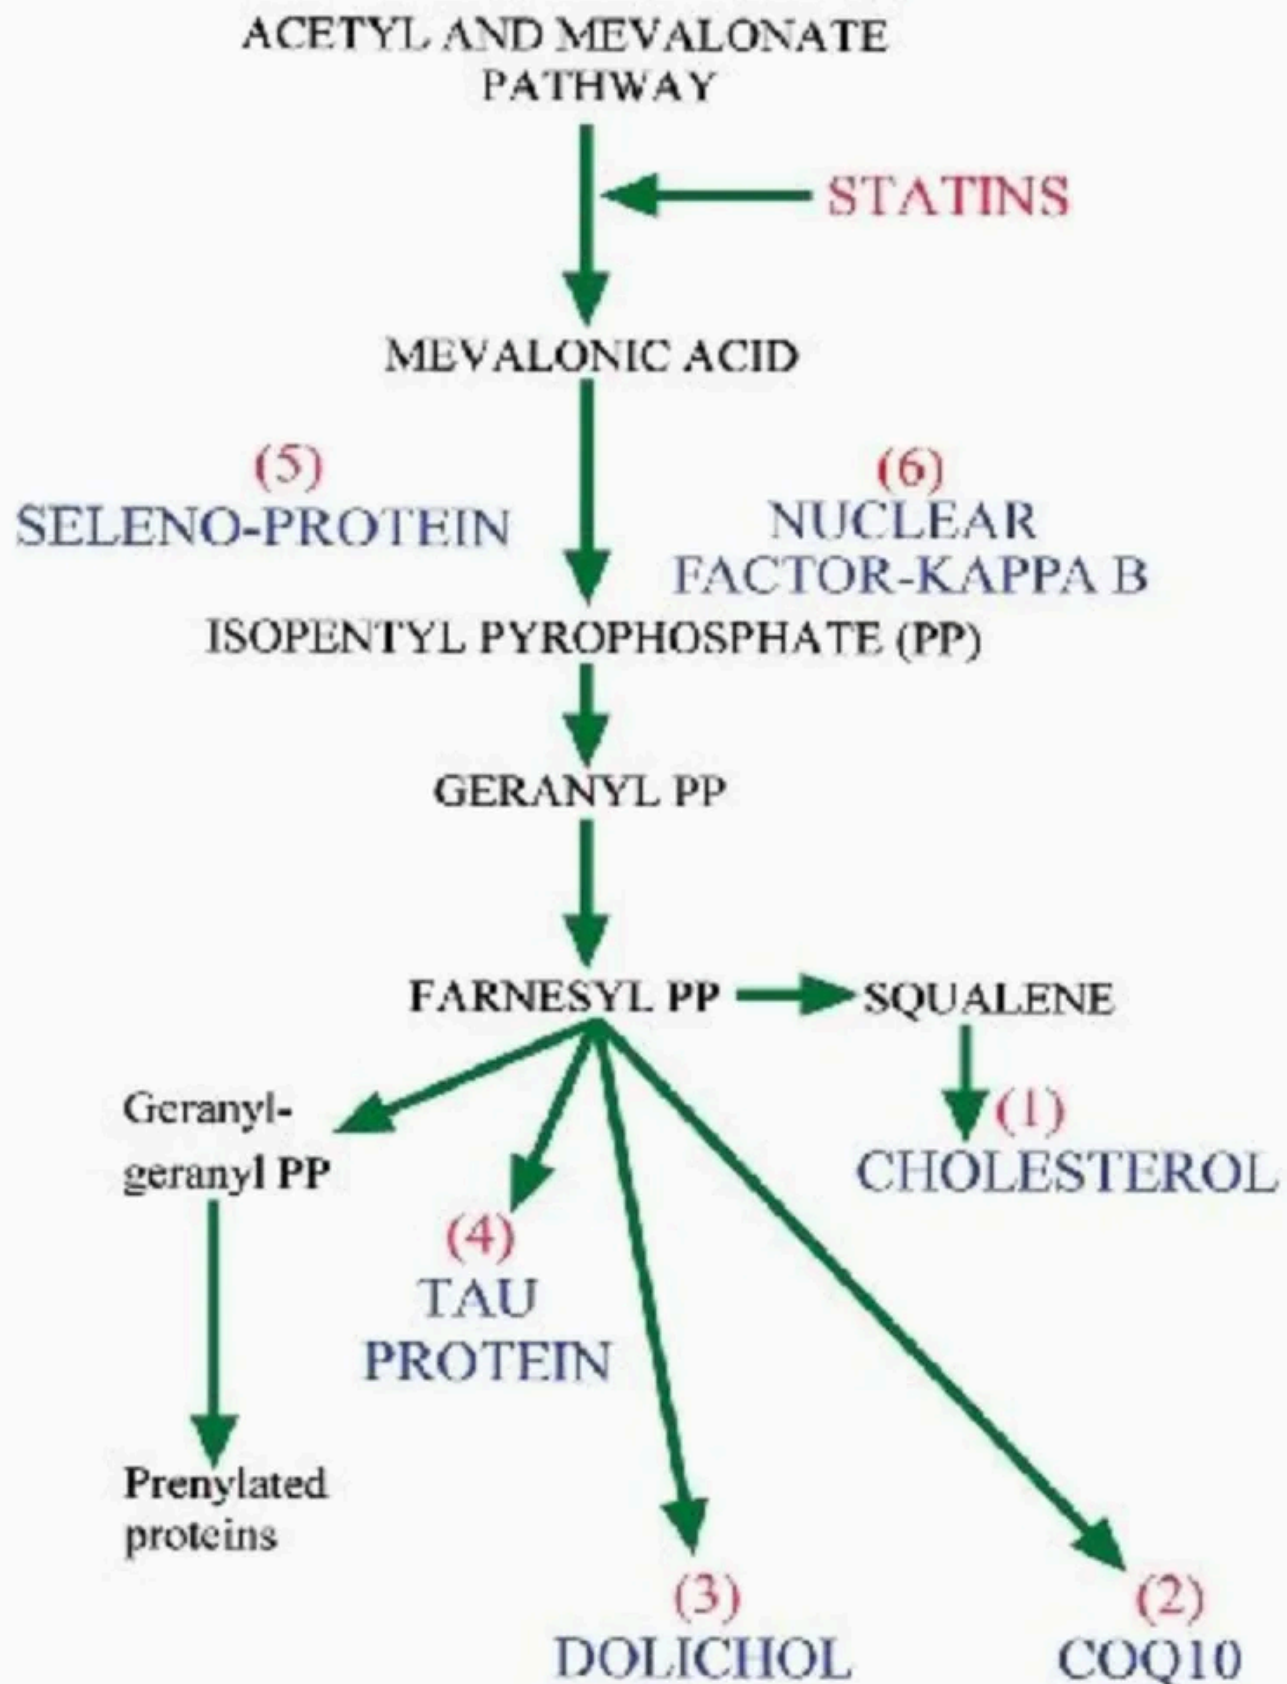 ACETYL AND MEVALONATE
PATHWAY
STATINS
MEVALONIC ACID
(5)
SELENO-PROTEIN
(6)
NUCLEAR
FACTOR-KAPPA B
ISOPENTYL PYROPHOSPHATE (PP)
GERANYL PP
FARNESYL PP
SQUALENE
(1)
CHOLESTEROL
Geranyl-
geranyl PP
(4)
TAU
PROTEIN
Prenylated
proteins
(3)
DOLICHOL
(2)
COQ10